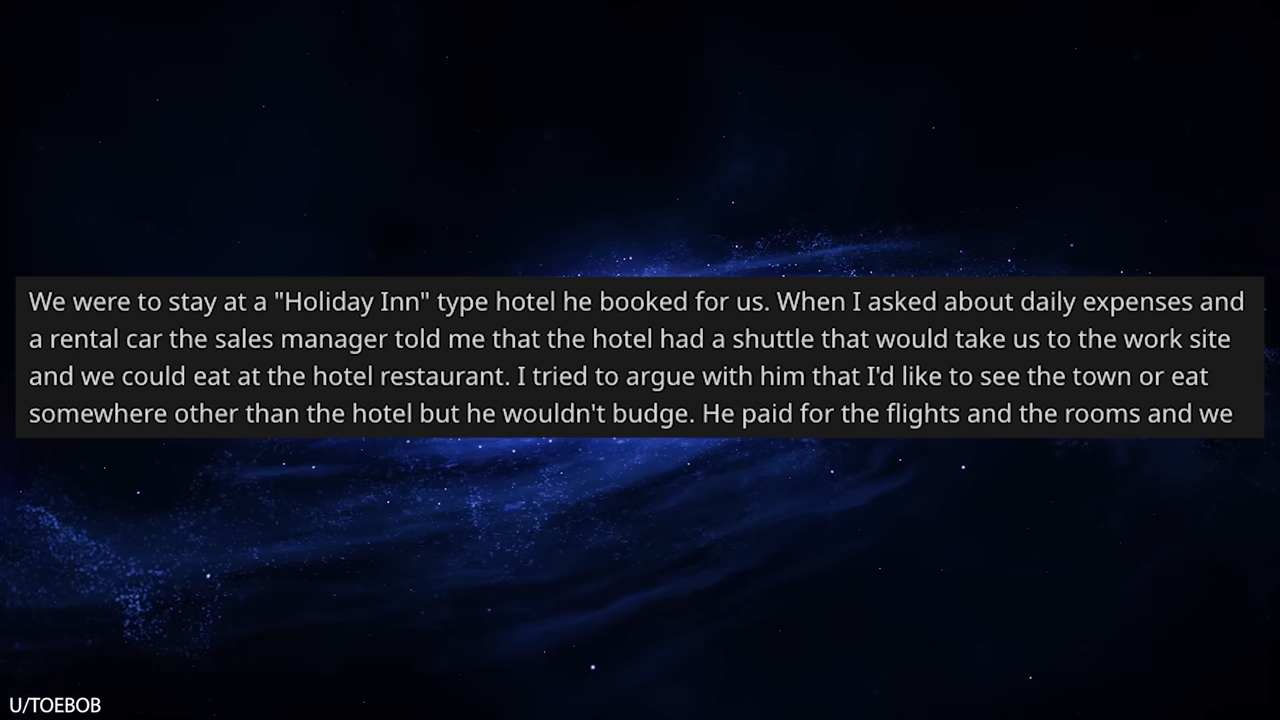 We were to stay at a "Holiday Inn" type hotel he booked for us. When I asked about daily expenses and
a rental car the sales manager told me that the hotel had a shuttle that would take us to the work site
and we could eat at the hotel restaurant. I tried to argue with him that I'd like to see the town or eat
somewhere other than the hotel but he wouldn't budge. He paid for the flights and the rooms and we
U/TOEBOB